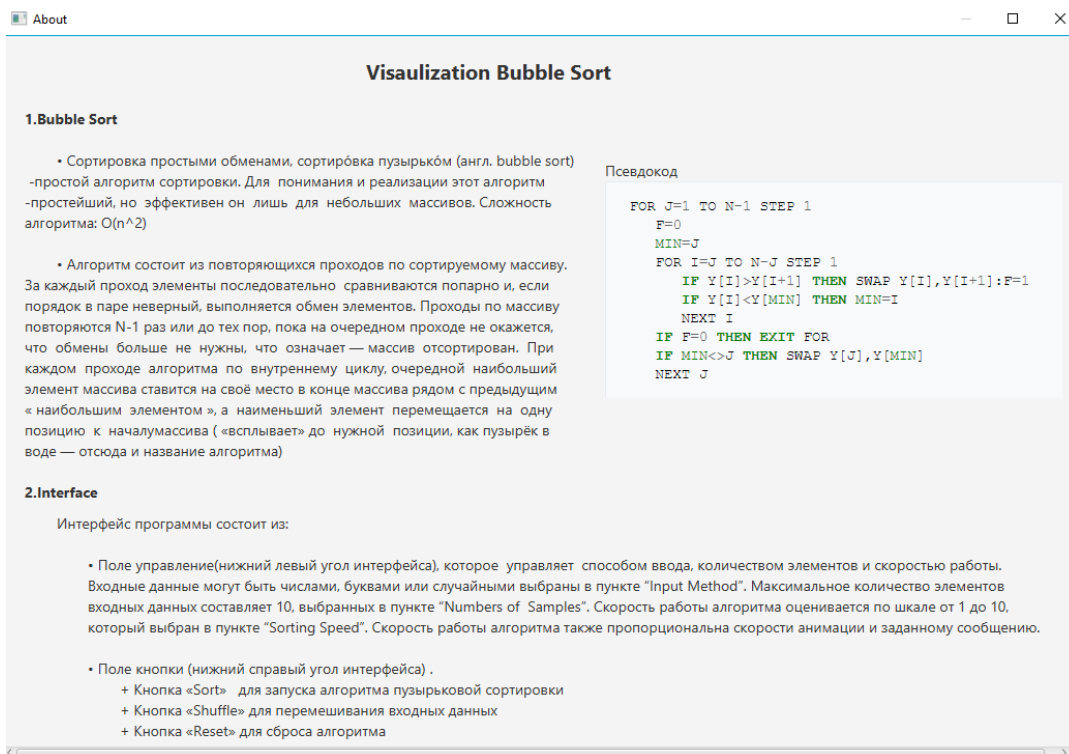 About
Visaulization Bubble Sort
1.Bubble Sort
• Сортировка простыми обменами, сортиро́вка пузырько́м (англ. bubble sort)
-простой алгоритм сортировки. Для понимания и реализации этот алгоритм
-простейший, но эффективен он лишь для небольших массивов. Сложность
алгоритма: O(n^2)
• Алгоритм состоит из повторяющихся проходов по сортируемому массиву.
За каждый проход элементы последовательно сравниваются попарно и, если
порядок в паре неверный, выполняется обмен элементов. Проходы по массиву
повторяются N-1 раз или до тех пор, пока на очередном проходе не окажется,
что обмены больше не нужны, что означает — массив отсортирован. При
каждом проходе алгоритма по внутреннему циклу, очередной наибольший
элемент массива ставится на своё место в конце массива рядом с предыдущим
« наибольшим элементом », а наименьший элемент перемещается на одну
позицию к началумассива ( «всплывает» до нужной позиции, как пузырёк в
воде — отсюда и название алгоритма)
Псевдокод
FOR J=1 TO N-1 STEP 1
F=0
MIN=J
FOR I=J TO N-J STEP 1
IF Y[I]>Y[I+1] THEN SWAP Y[I],Y[I+1]:F=1
IF Y[I]<Y[MIN] THEN MIN=I
NEXT I
IF F=0 THEN EXIT FOR
IF MIN<>J THEN SWAP Y[J],Y[MIN]
NEXT J
2.Interface
Интерфейс программы состоит из:
• Поле управление(нижний левый угол интерфейса), которое управляет способом ввода, количеством элементов и скоростью работы.
Входные данные могут быть числами, буквами или случайными выбраны в пункте “Input Method”. Максимальное количество элементов
входных данных составляет 10, выбранных в пункте “Numbers of Samples”. Скорость работы алгоритма оценивается по шкале от 1 до 10,
который выбран в пункте “Sorting Speed”. Скорость работы алгоритма также пропорциональна скорости анимации и заданному сообщению.
• Поле кнопки (нижний справый угол интерфейса) .
+ Кнопка «Sort» для запуска алгоритма пузырьковой сортировки
+ Кнопка «Shuffle» для перемешивания входных данных
+ Кнопка «Reset» для сброса алгоритма